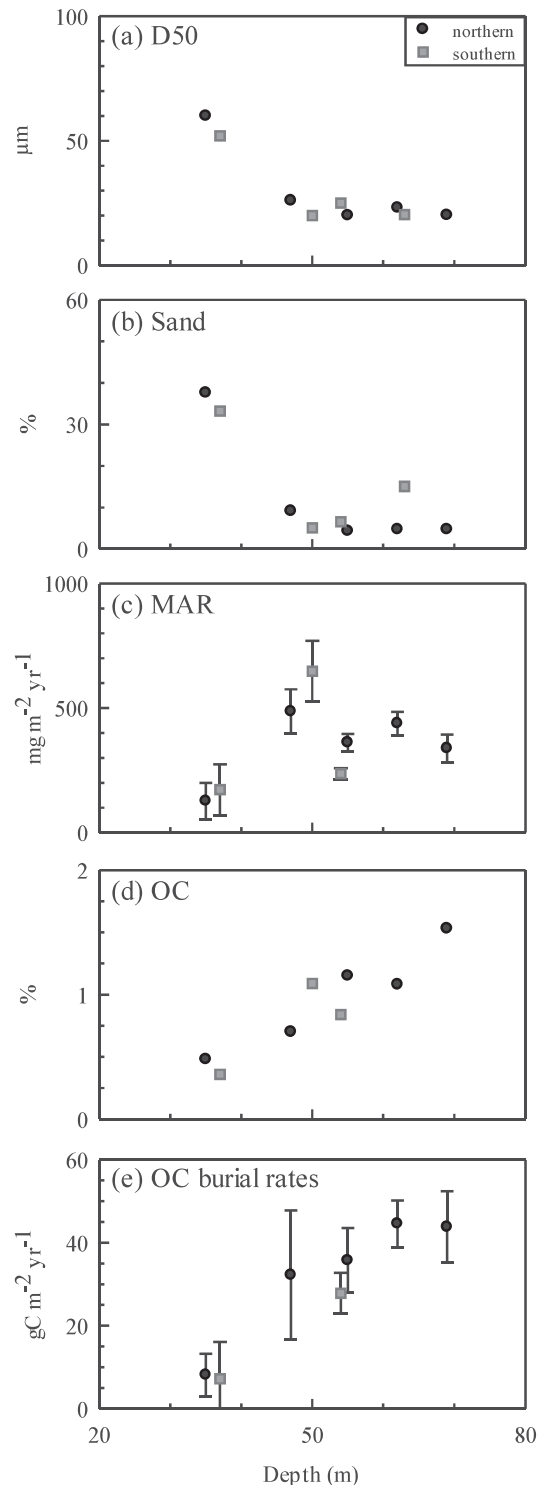 100
(a) D50
northern
southern
μm
50
0
60
(b) Sand
%
30
0
1000
(c) MAR
mg m-2 yr-1
500
0
2
(d) OC
%
1
0
60
(e) OC burial rates
gC m-2 yr-1
40
20
0
20
50
80
Depth (m)